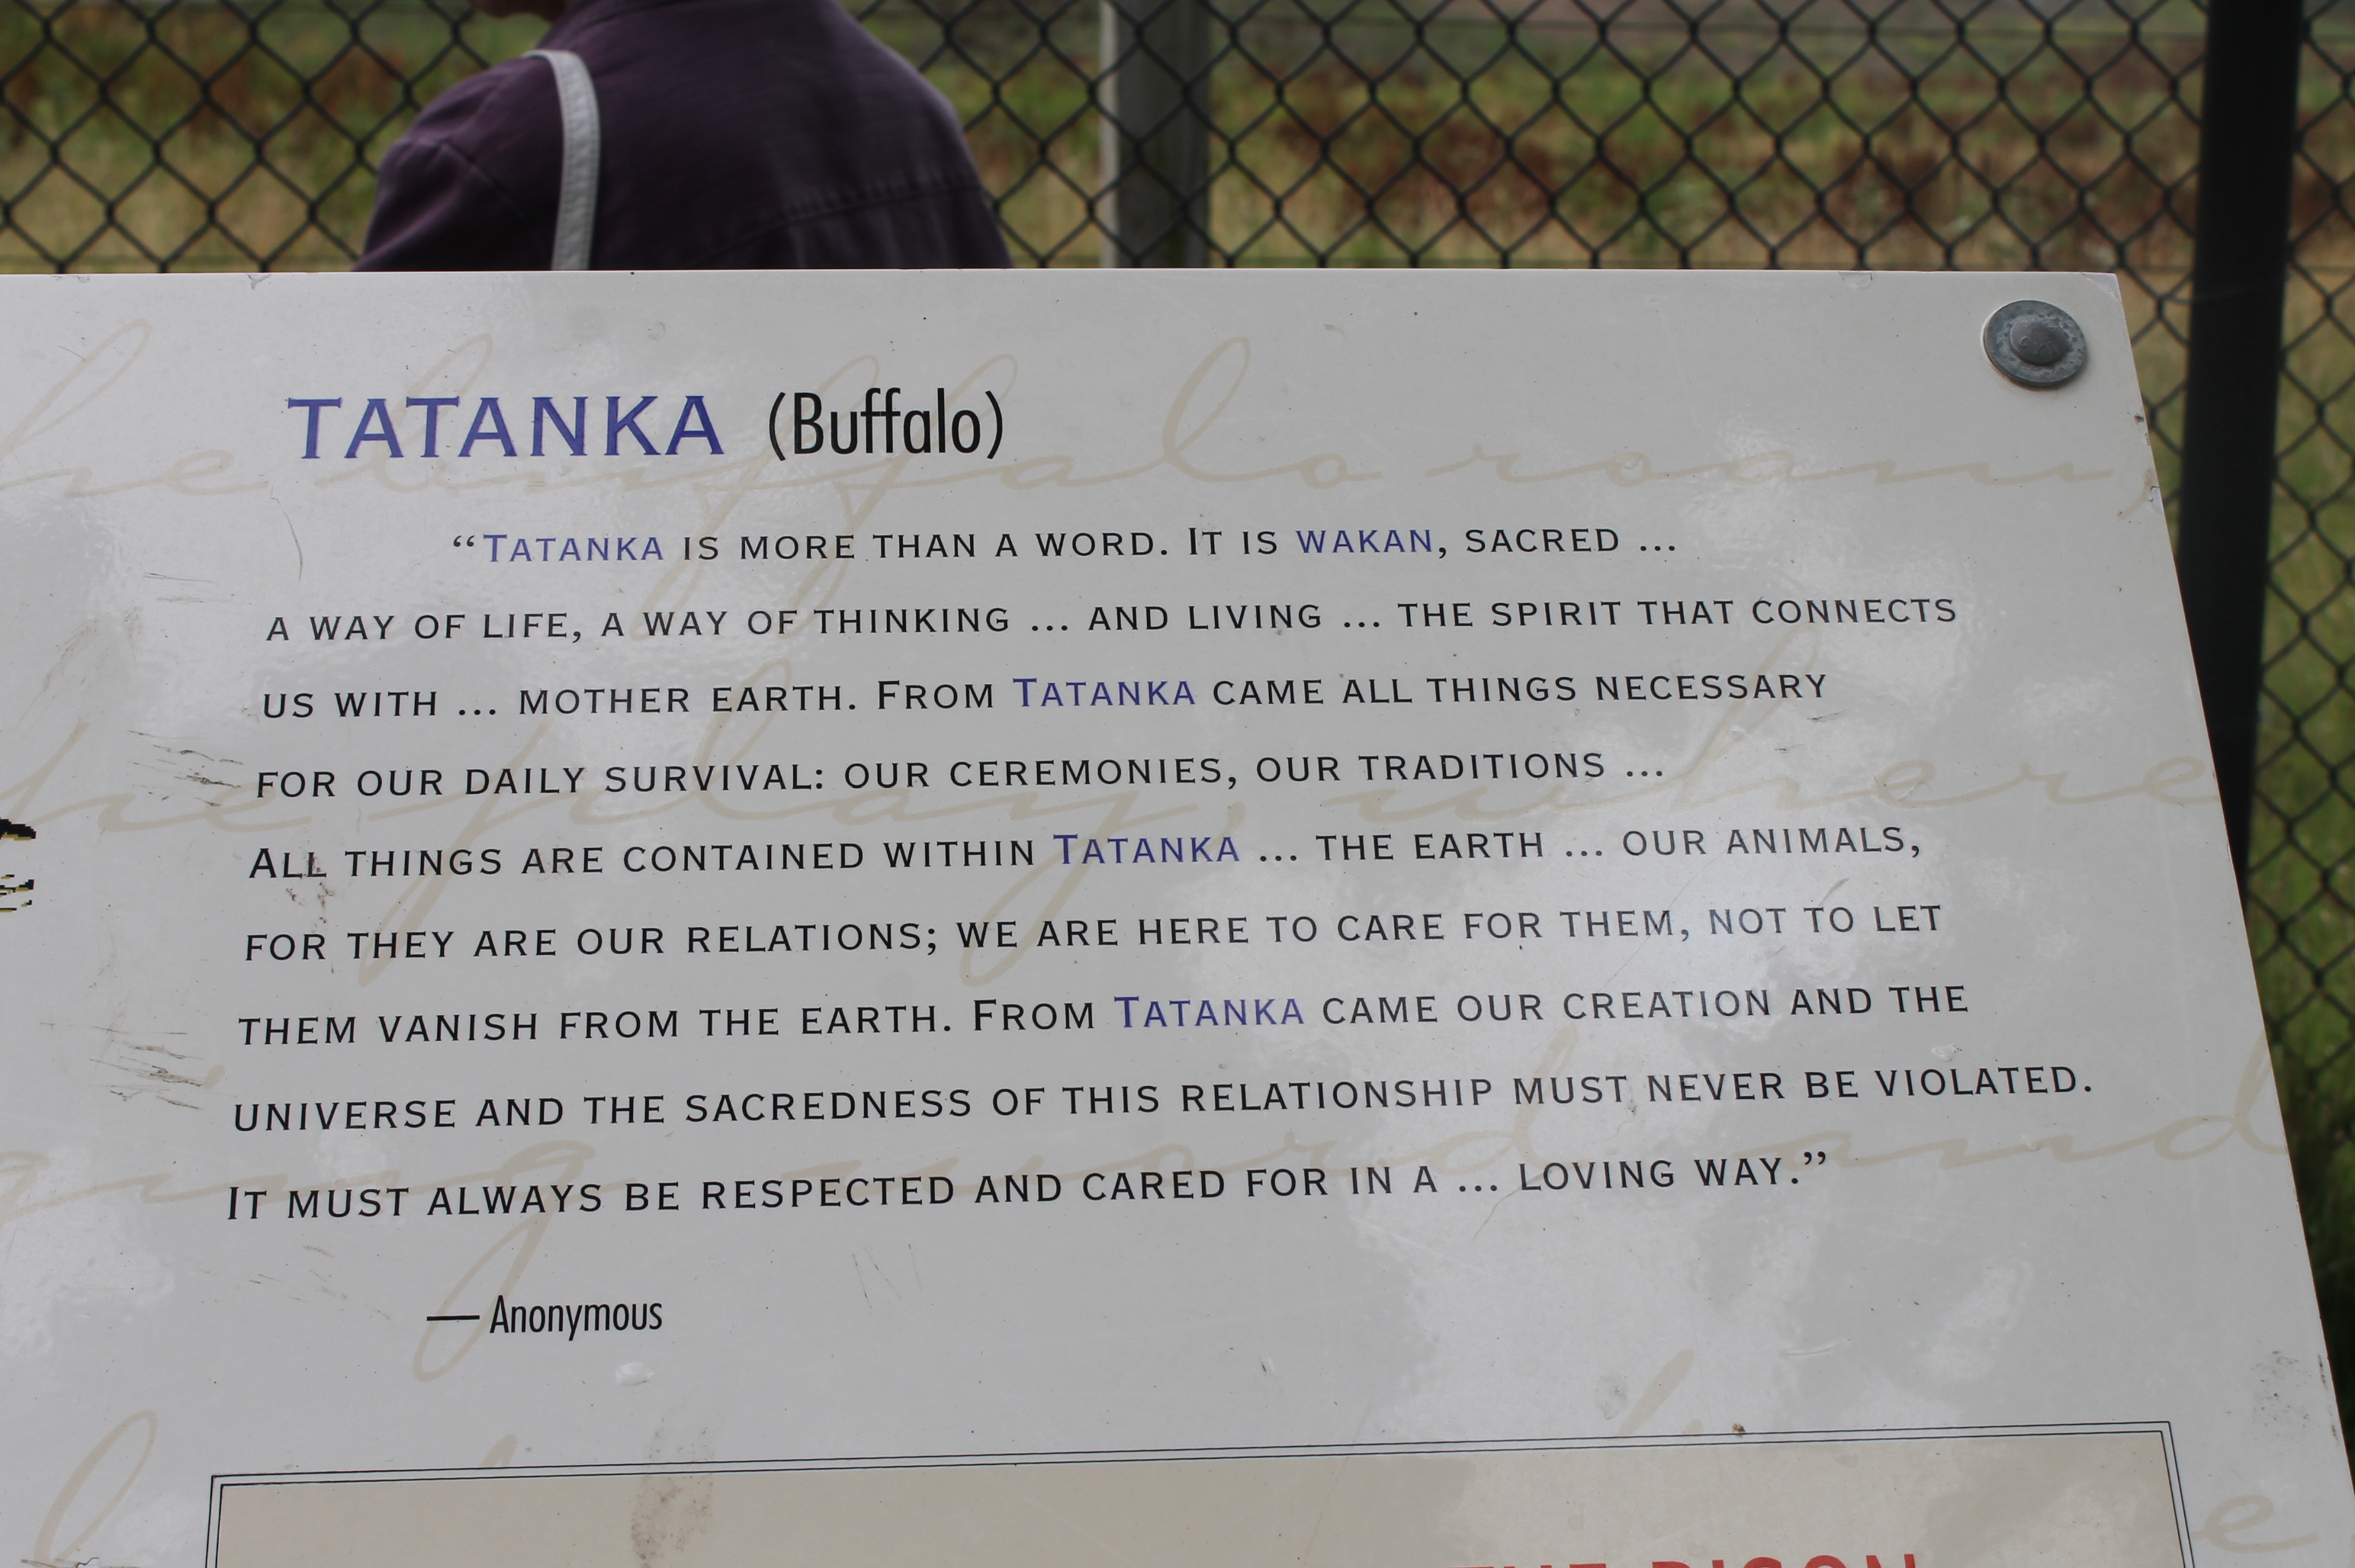 TATANKA (Buffalo)
“TATANKA IS MORE THAN A WORD. IT IS WAKAN, SACRED ...
A WAY OF LIFE, A WAY OF THINKING ... AND LIVING ... THE SPIRIT THAT CONNECTS
US WITH ... MOTHER EARTH. FROM TATANKA CAME ALL THINGS NECESSARY
FOR OUR DAILY SURVIVAL: OUR CEREMONIES, OUR TRADITIONS ...
ALL THINGS ARE CONTAINED WITHIN TATANKA ... THE EARTH ... OUR ANIMALS,
FOR THEY ARE OUR RELATIONS; WE ARE HERE TO CARE FOR THEM, NOT TO LET
THEM VANISH FROM THE EARTH. FROM TATANKA CAME OUR CREATION AND THE
UNIVERSE AND THE SACREDNESS OF THIS RELATIONSHIP MUST NEVER BE VIOLATED.
IT MUST ALWAYS BE RESPECTED AND CARED FOR IN A ... LOVING WAY.”
— Anonymous
THE BISON